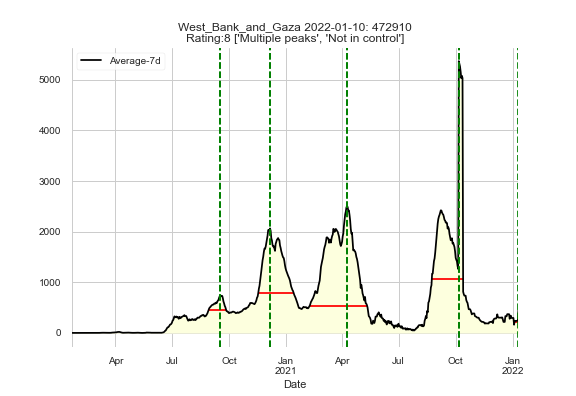 West_Bank_and_Gaza 2022-01-10: 472910
Rating:8 ['Multiple peaks', 'Not in control']
Average-7d
5000
4000
3000
2000
1000
0
Apr Jul Oct Jan Apr Jul Oct Jan
2021 2022
Date